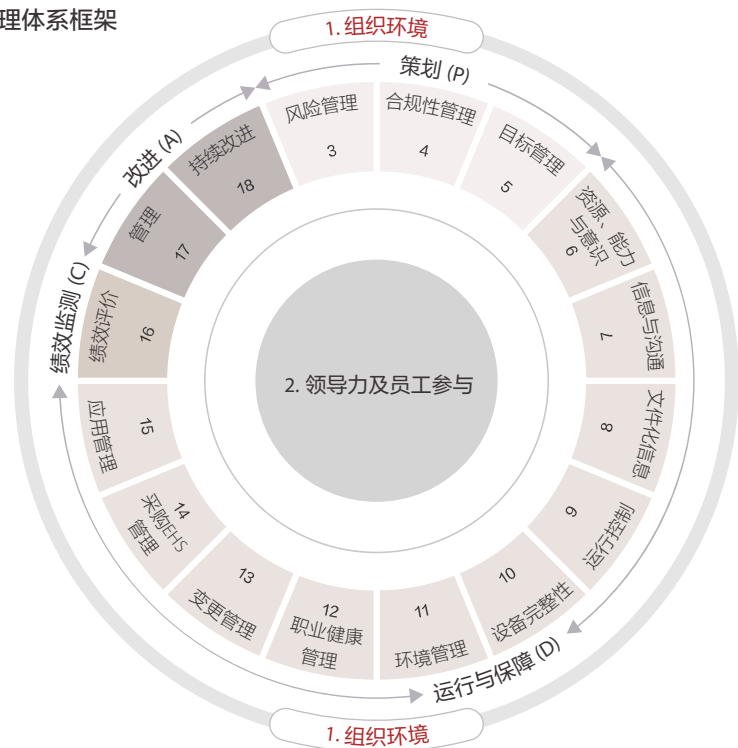 理体系框架
1. 组织环境
策划 (P)
风险管理
3
合规性管理
4
目标管理
5
资源、能力
与意识
6
信息与沟通
7
文件化信息
8
运行控制
9
设备完整性
10
环境管理
11
12
职业健康
管理
变更管理
13
14
采购EHS
管理
应用管理
15
绩效评价
16
管理
17
持续改进
18
改进 (A)
绩效监测 (C)
运行与保障 (D)
2. 领导力及员工参与
1. 组织环境